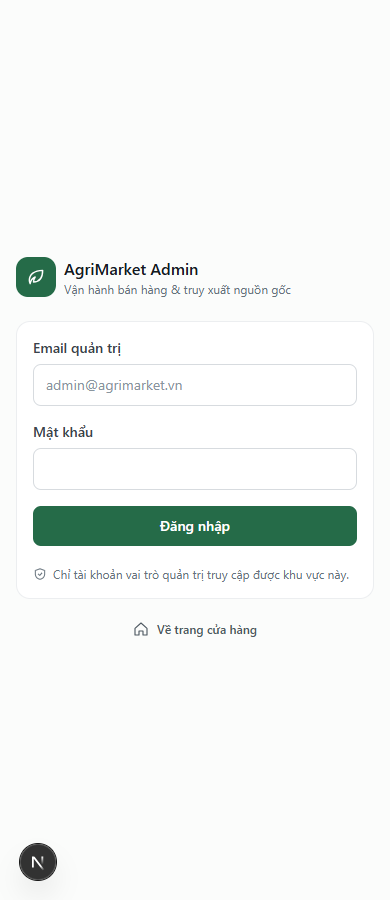 AgriMarket Admin
Vận hành bán hàng & truy xuất nguồn gốc
Email quản trị
admin@agrimarket.vn
Mật khẩu
Đăng nhập
Chỉ tài khoản vai trò quản trị truy cập được khu vực này.
Về trang cửa hàng
N